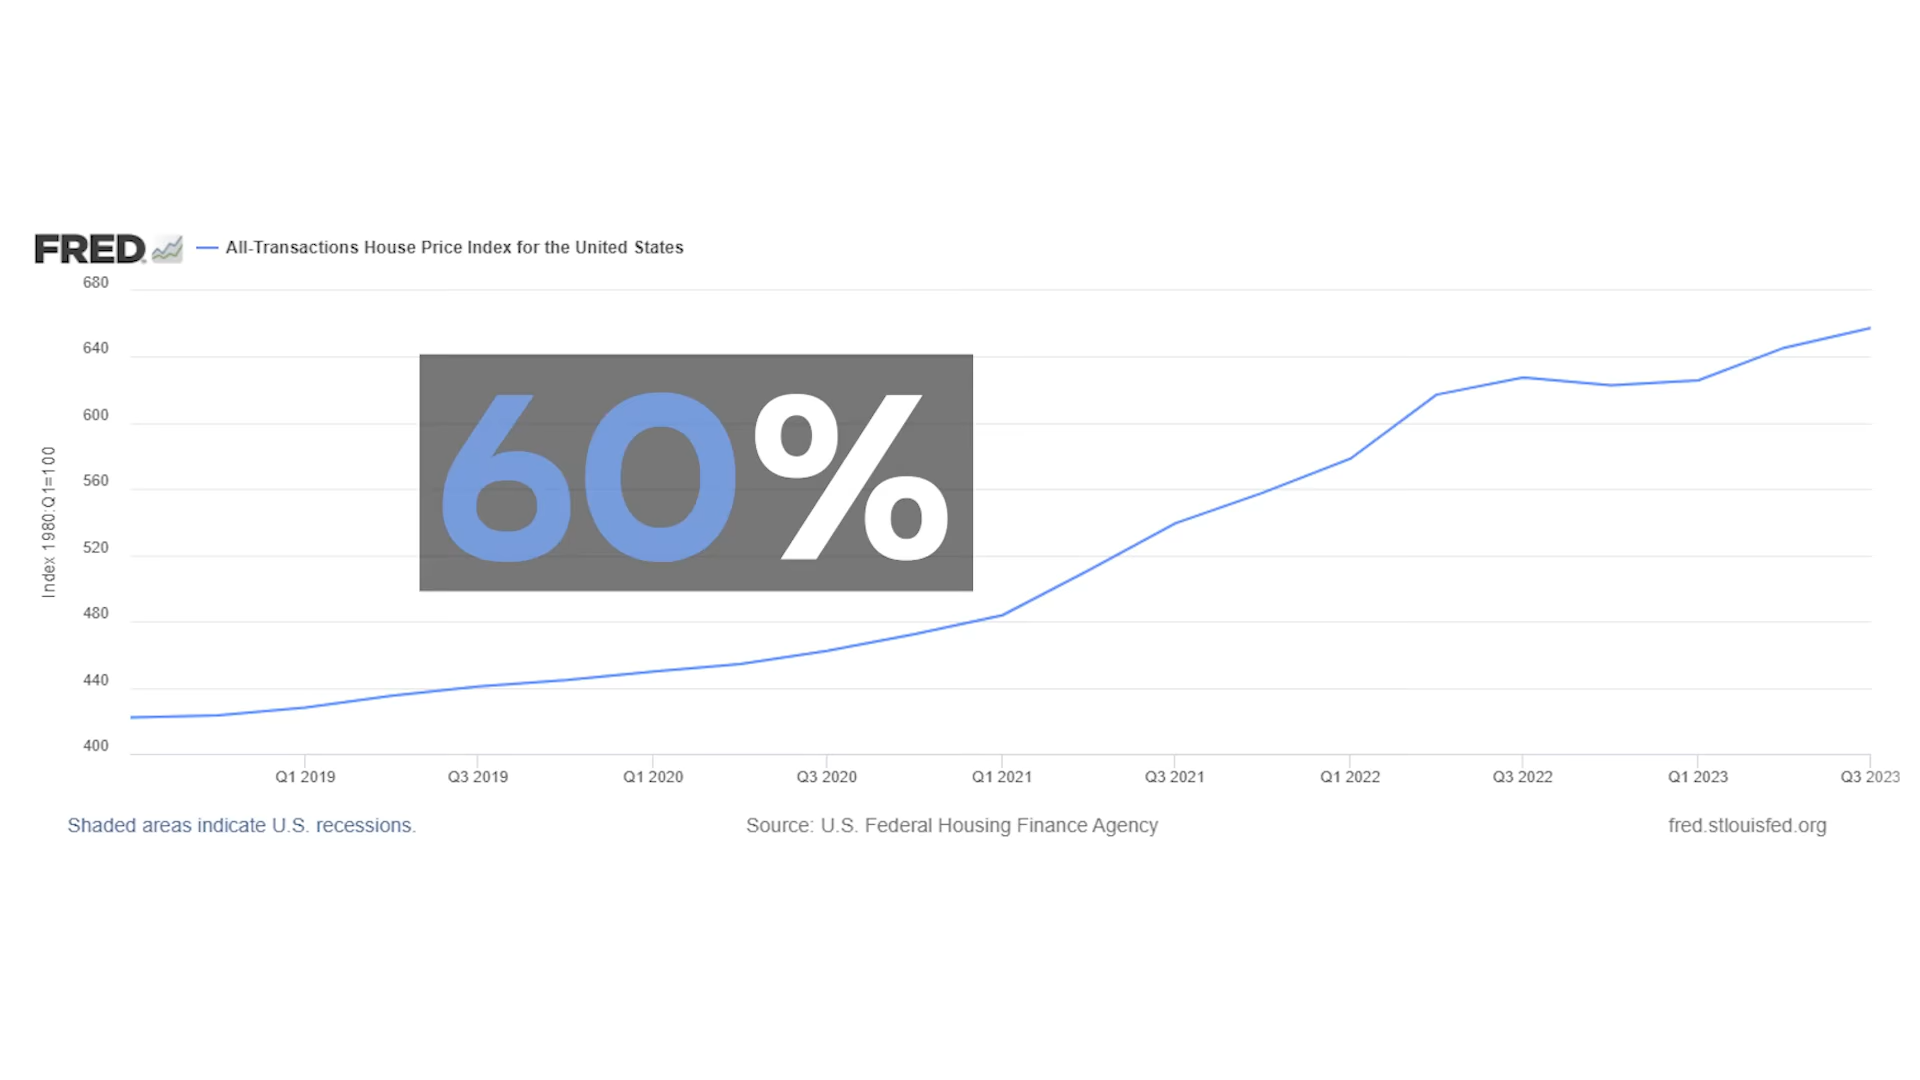 FRED
All-Transactions House Price Index for the United States
680
640
600
560
520
480
440
400
Index 1980:Q1=100
60%
Q1 2019 Q3 2019 Q1 2020 Q3 2020 Q1 2021 Q3 2021 Q1 2022 Q3 2022 Q1 2023 Q3 2023
Shaded areas indicate U.S. recessions. Source: U.S. Federal Housing Finance Agency fred.stlouisfed.org